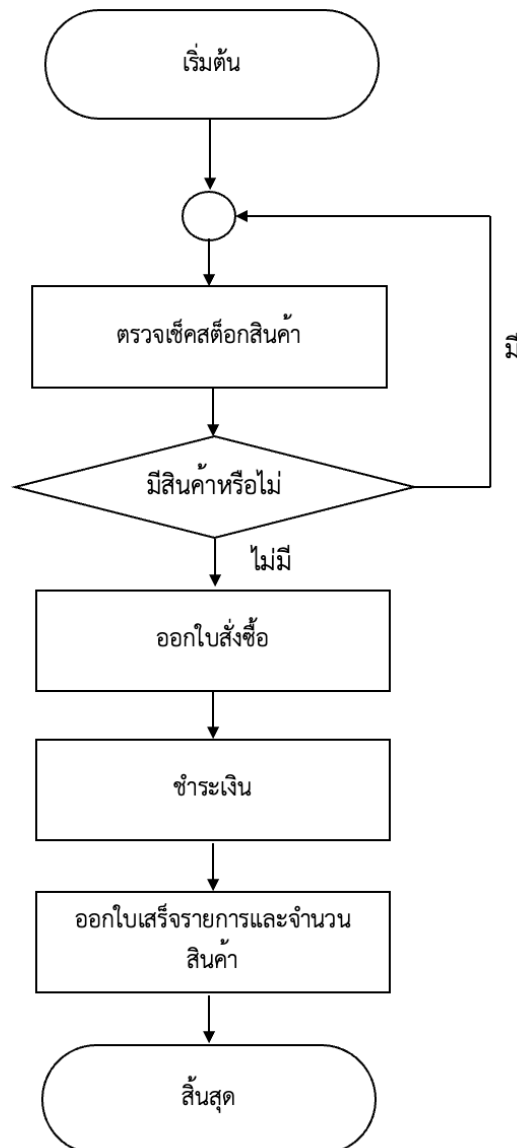 เริ่มต้น
ตรวจเช็คสต็อกสินค้า
มี
มีสินค้าหรือไม่
ไม่มี
ออกใบสั่งซื้อ
ชำระเงิน
ออกใบเสร็จรายการและจำนวน
สินค้า
สิ้นสุด